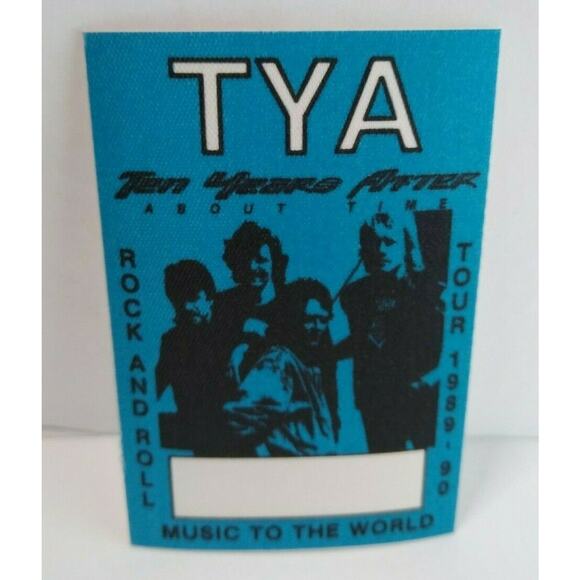 TYA
Ten Years After
ABOUT TIME
ROCK AND ROLL
TOUR 1989-90
MUSIC TO THE WORLD